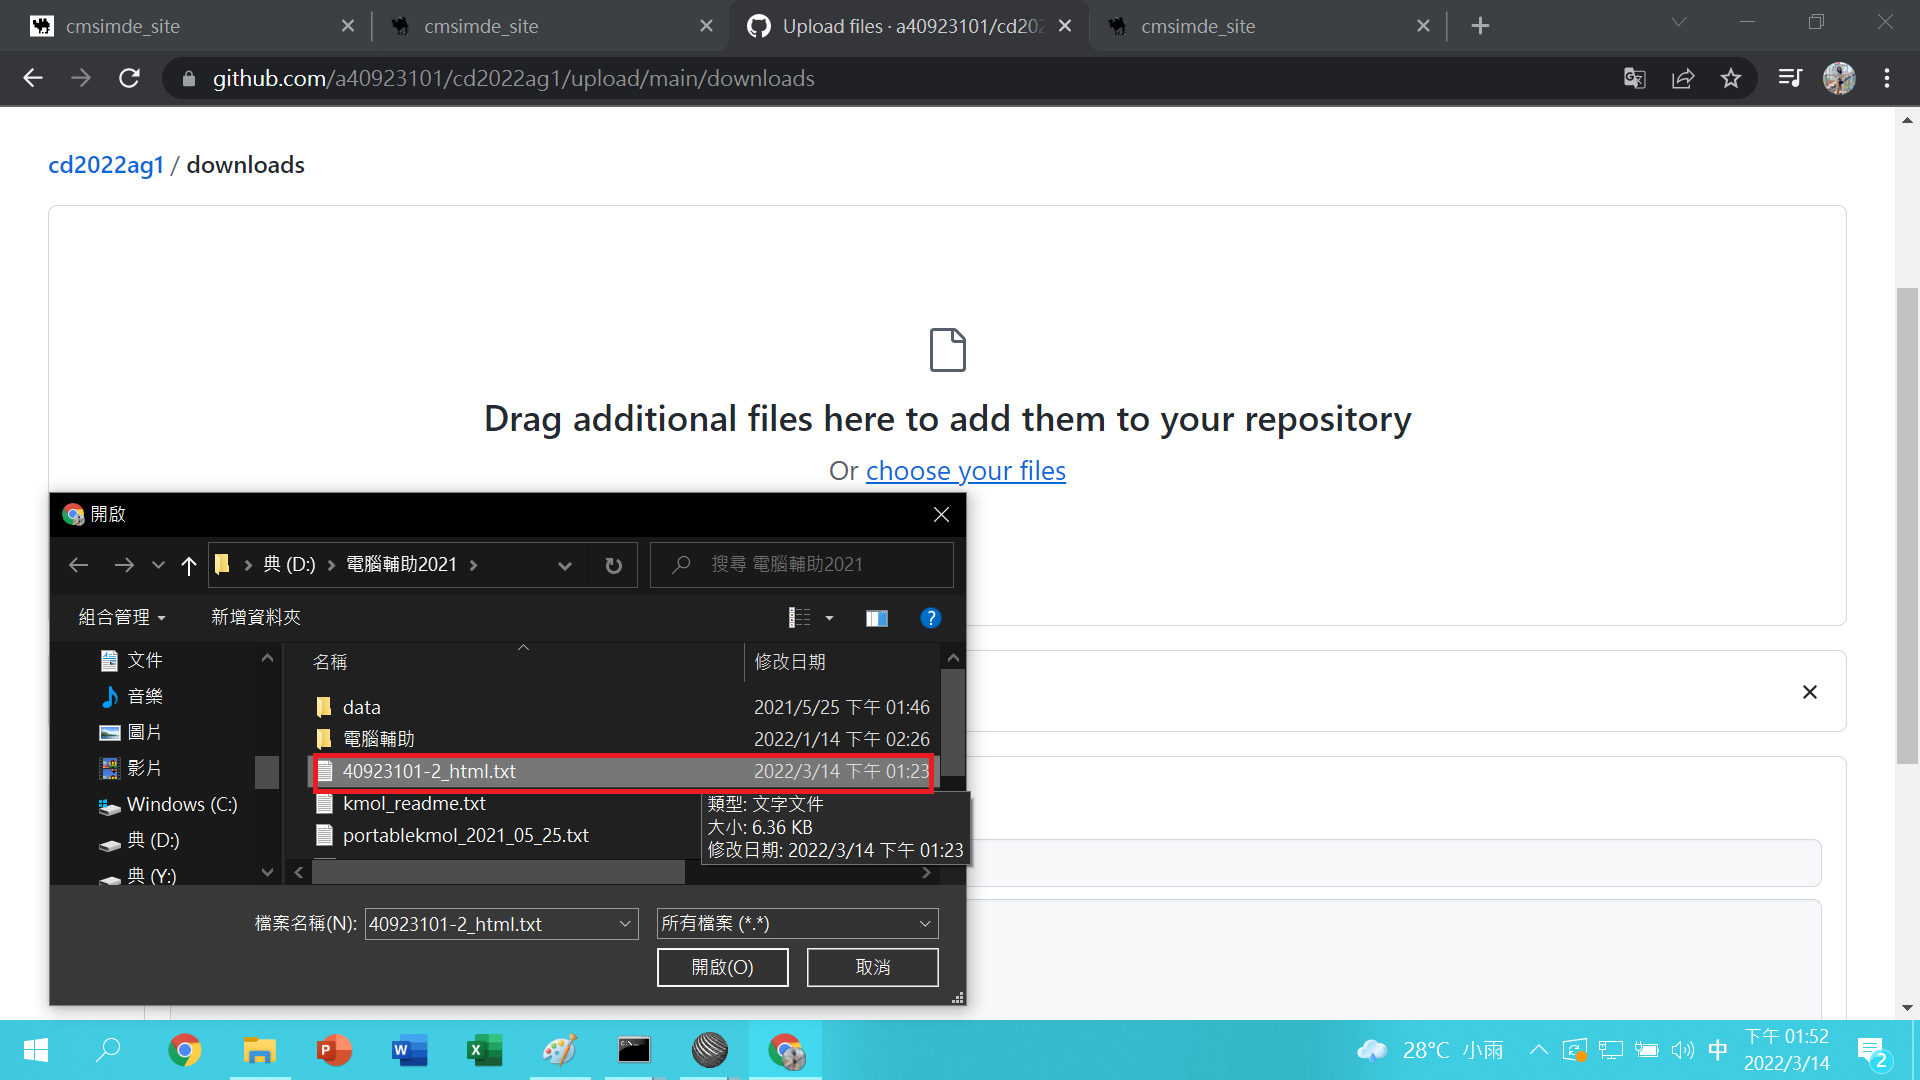 cmsimde_site
cmsimde_site
Upload files · a40923101/cd202
cmsimde_site
github.com/a40923101/cd2022ag1/upload/main/downloads
cd2022ag1 / downloads
Drag additional files here to add them to your repository
Or choose your files
開啟
典 (D:) 電腦輔助2021
搜尋 電腦輔助2021
組合管理
新增資料夾
?
文件
音樂
圖片
影片
Windows (C:)
典 (D:)
典 (Y:)
名稱
修改日期
data
2021/5/25 下午 01:46
電腦輔助
2022/1/14 下午 02:26
40923101-2_html.txt
2022/3/14 下午 01:23
kmol_readme.txt
portablekmol_2021_05_25.txt
類型: 文字文件
大小: 6.36 KB
修改日期: 2022/3/14 下午 01:23
檔案名稱(N):
40923101-2_html.txt
所有檔案 (*.*)
開啟(O)
取消
28°C 小雨
中
下午 01:52
2022/3/14
2